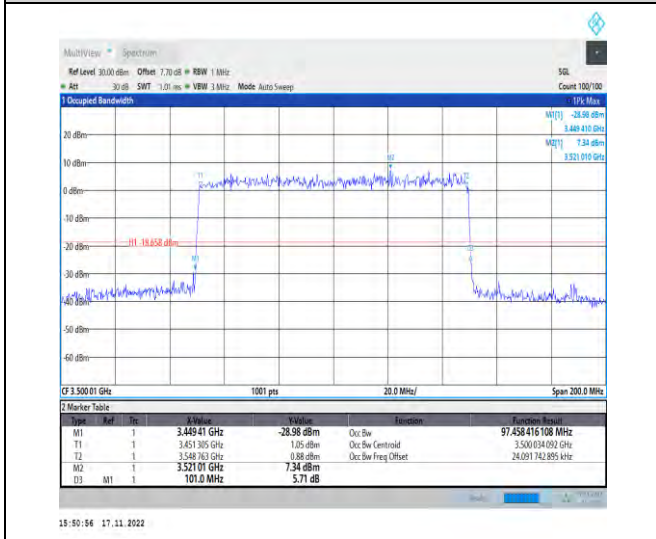 MultiView Spectrum
Ref Level 30.00 dBm Offset 7.70 dB RBW 1 MHz SGL
Att 30 dB SWT 1.01 ms VBW 3 MHz Mode Auto Sweep Count 100/100
1 Occupied Bandwidth 1Pk Max
M1[1] -28.98 dBm
3.449 410 GHz
M2[1] 7.34 dBm
3.521 010 GHz
20 dBm
M2
10 dBm
T1 T2
0 dBm
-10 dBm
H1 -18.658 dBm
-20 dBm
D3
M1
-30 dBm
-40 dBm
-50 dBm
-60 dBm
CF 3.500 01 GHz 1001 pts 20.0 MHz/ Span 200.0 MHz
2 Marker Table
Type Ref Trc X-Value Y-Value Function Function Result
M1 1 3.449 41 GHz -28.98 dBm Occ Bw 97.458 416 108 MHz
T1 1 3.451 305 GHz 1.05 dBm Occ Bw Centroid 3.500 034 092 GHz
T2 1 3.548 763 GHz 0.88 dBm Occ Bw Freq Offset 24.091 742 895 kHz
M2 1 3.521 01 GHz 7.34 dBm
D3 M1 1 101.0 MHz 5.71 dB
15:50:56 17.11.2022